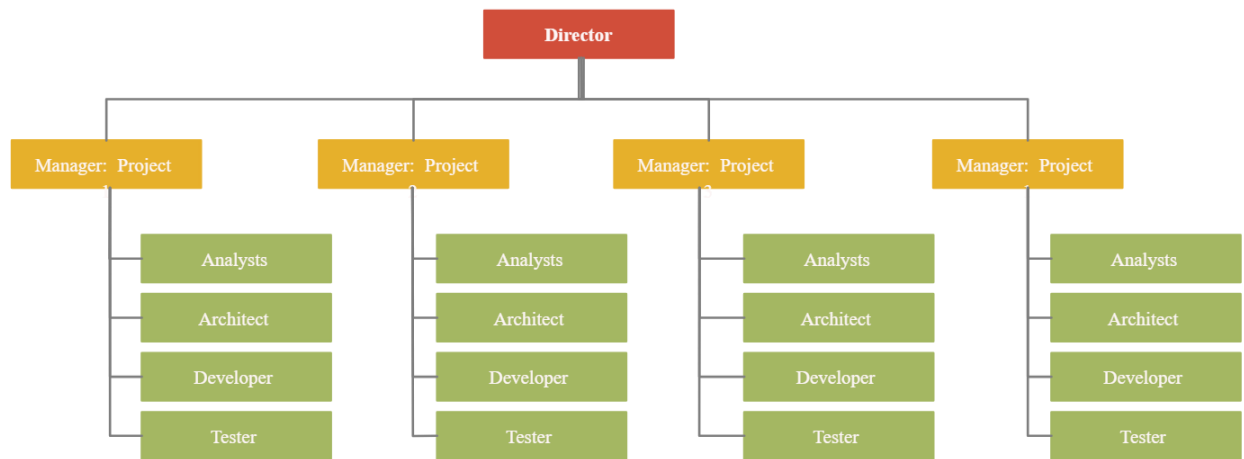 Director
Manager: Project
Manager: Project
Manager: Project
3
Manager: Project
Analysts
Analysts
Analysts
Analysts
Architect
Architect
Architect
Architect
Developer
Developer
Developer
Developer
Tester
Tester
Tester
Tester